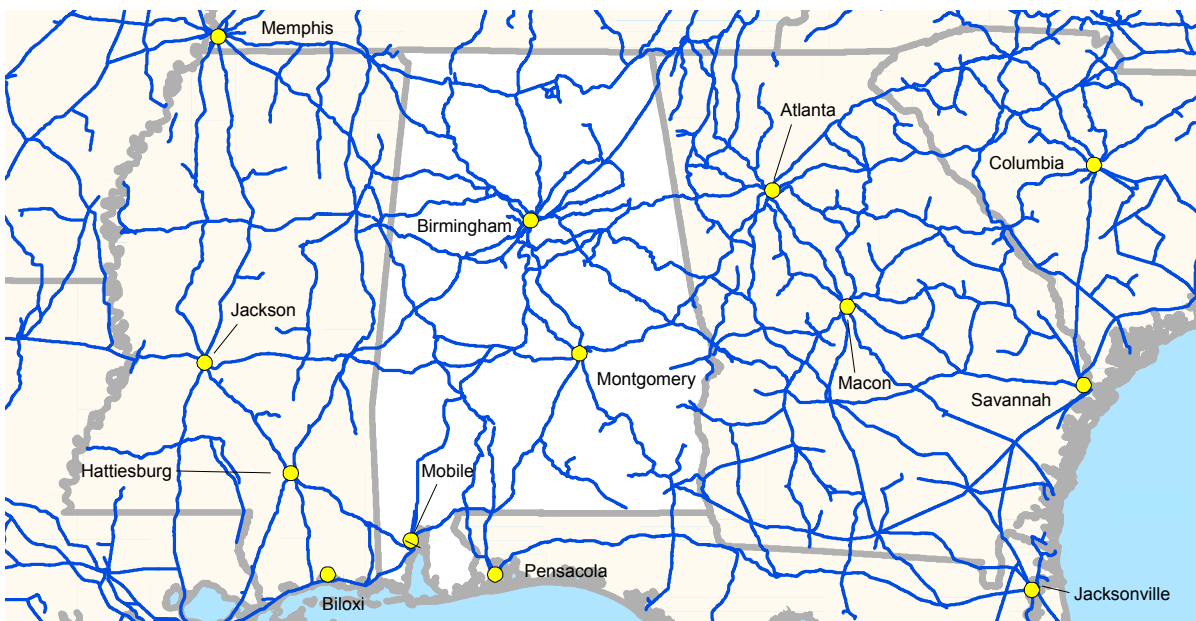 Memphis
Atlanta
Columbia
Birmingham
Jackson
Montgomery
Macon
Savannah
Hattiesburg
Mobile
Pensacola
Biloxi
Jacksonville